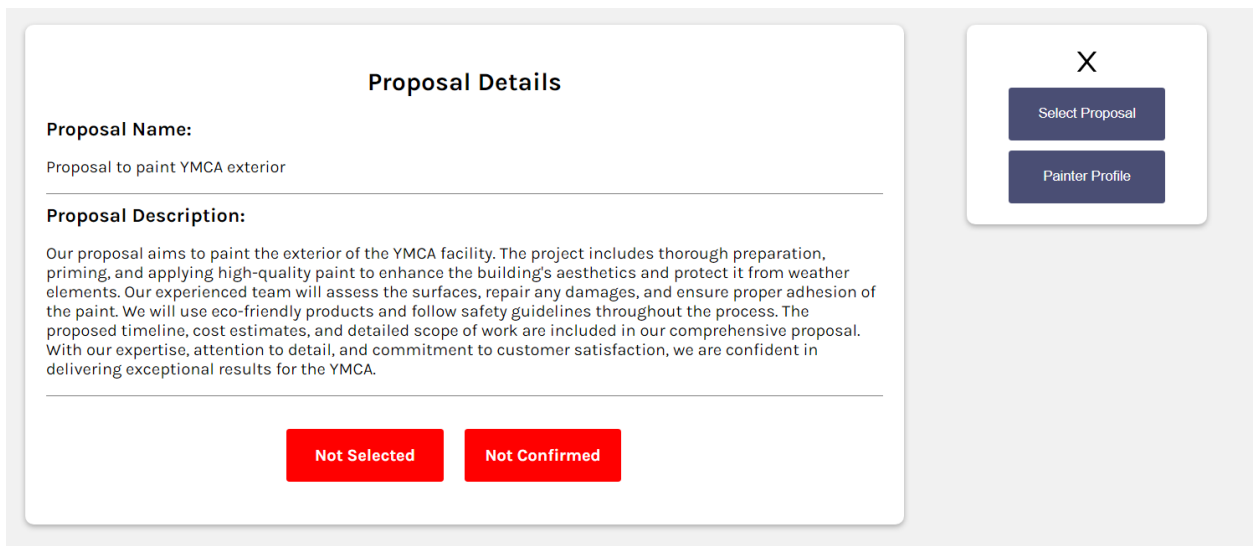 Proposal Details
Proposal Name:
Proposal to paint YMCA exterior
Proposal Description:
Our proposal aims to paint the exterior of the YMCA facility. The project includes thorough preparation,
priming, and applying high-quality paint to enhance the building's aesthetics and protect it from weather
elements. Our experienced team will assess the surfaces, repair any damages, and ensure proper adhesion of
the paint. We will use eco-friendly products and follow safety guidelines throughout the process. The
proposed timeline, cost estimates, and detailed scope of work are included in our comprehensive proposal.
With our expertise, attention to detail, and commitment to customer satisfaction, we are confident in
delivering exceptional results for the YMCA.
Not Selected
Not Confirmed
X
Select Proposal
Painter Profile